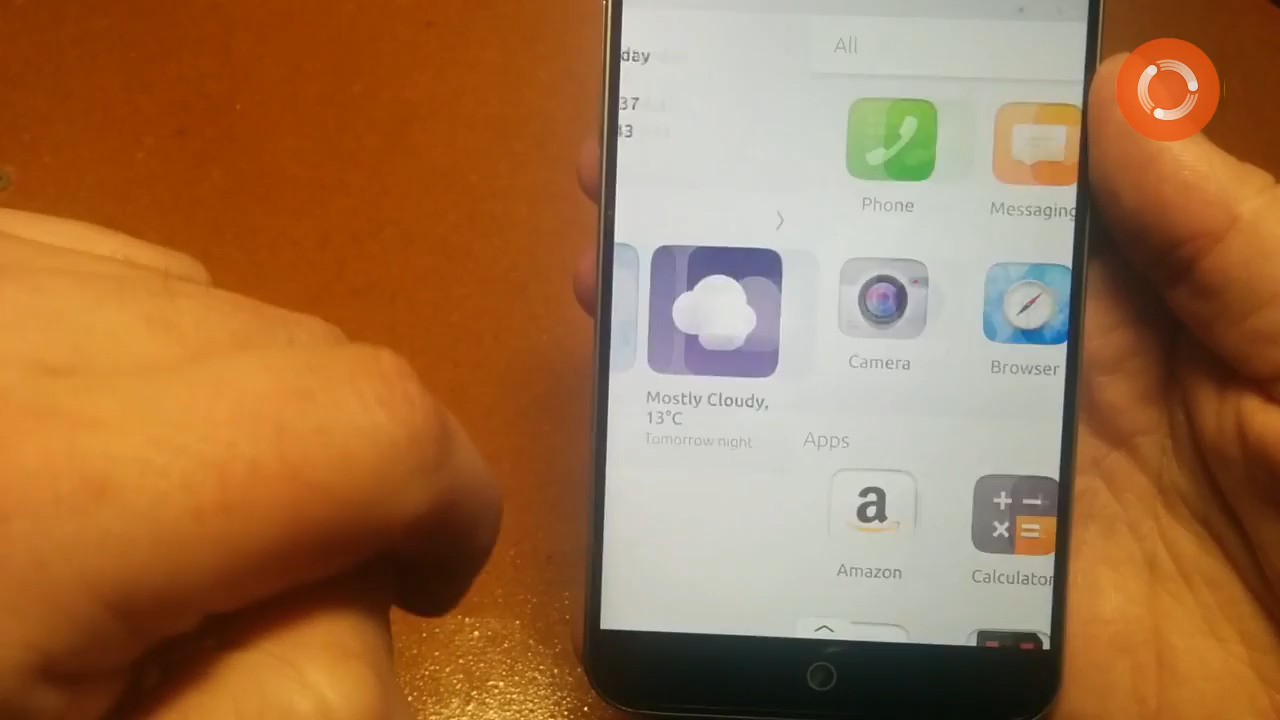 day
All
37
43
Phone
Messaging
Camera
Browser
Mostly Cloudy,
13°C
Tomorrow night
Apps
a
Amazon
Calculator